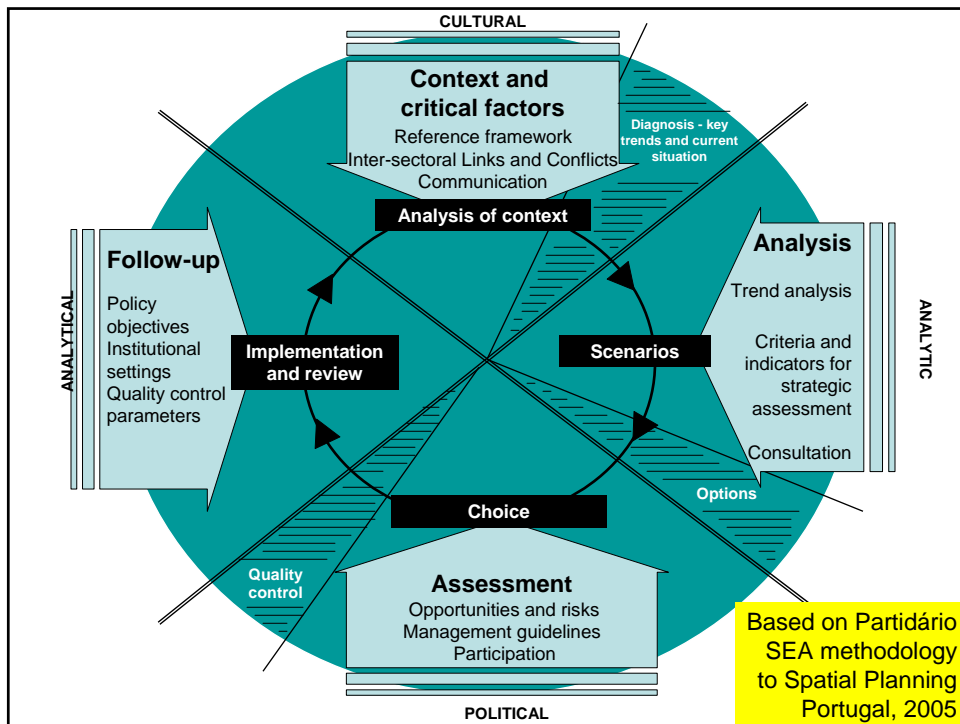 CULTURAL
Context and
critical factors
Reference framework
Inter-sectoral Links and Conflicts
Communication
Diagnosis - key
trends and current
situation
Analysis of context
ANALYTICAL
Follow-up
Policy
objectives
Institutional
settings
Quality control
parameters
Implementation
and review
Scenarios
Analysis
Trend analysis
Criteria and
indicators for
strategic
assessment
Consultation
ANALYTIC
Options
Choice
Quality
control
Assessment
Opportunities and risks
Management guidelines
Participation
POLITICAL
Based on Partidário
SEA methodology
to Spatial Planning
Portugal, 2005